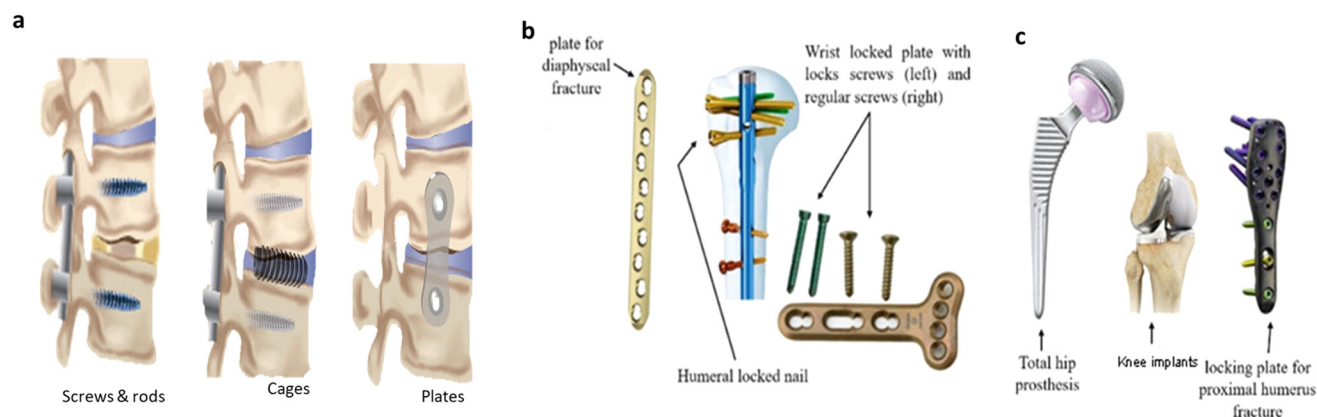 a
Screws & rods
Cages
Plates
b
plate for
diaphyseal
fracture
Wrist locked plate with
locks screws (left) and
regular screws (right)
Humeral locked nail
c
Total hip
prosthesis
Knee implants
locking plate for
proximal humerus
fracture